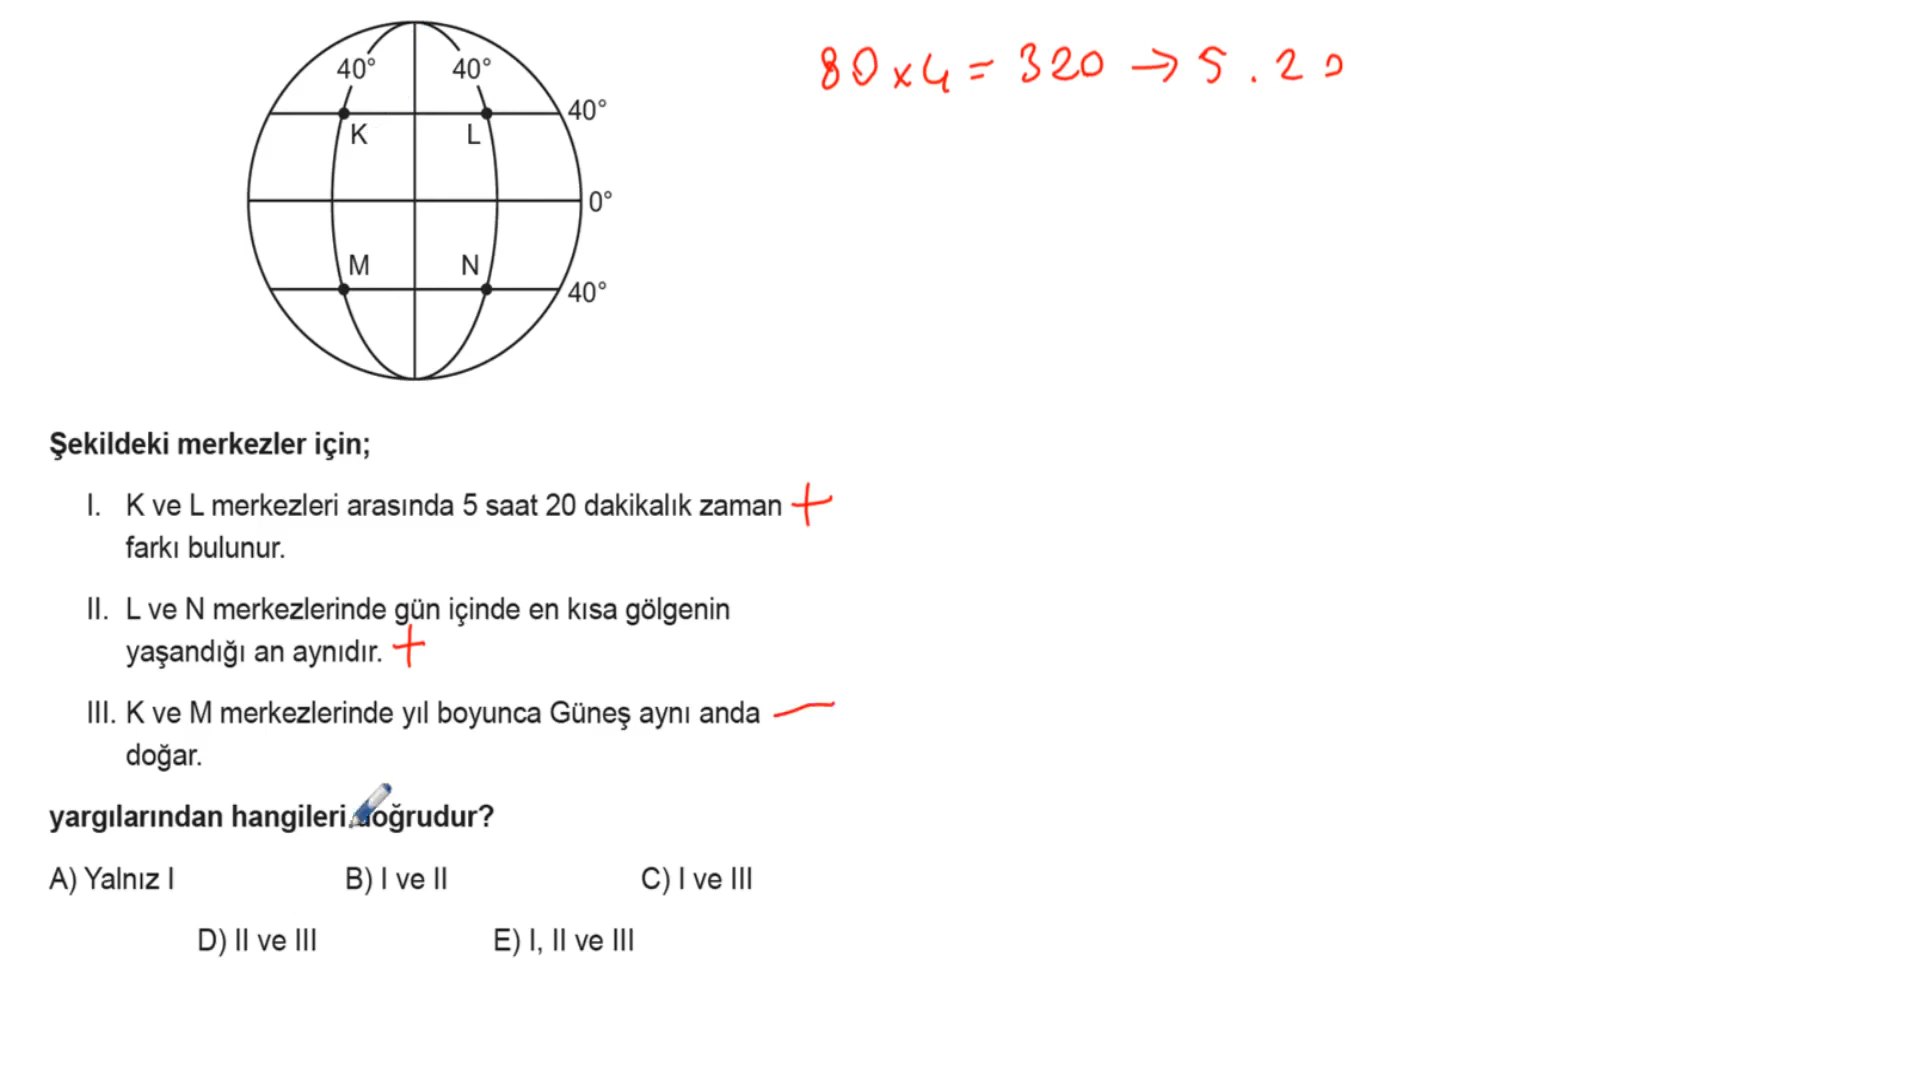 80x4 = 320 → 5.20
40° 40°
40°
K L
0°
M N
40°
Şekildeki merkezler için;
I. K ve L merkezleri arasında 5 saat 20 dakikalık zaman +
farkı bulunur.
II. L ve N merkezlerinde gün içinde en kısa gölgenin
yaşandığı an aynıdır. +
III. K ve M merkezlerinde yıl boyunca Güneş aynı anda —
doğar.
yargılarından hangileri doğrudur?
A) Yalnız I B) I ve II C) I ve III
D) II ve III E) I, II ve III